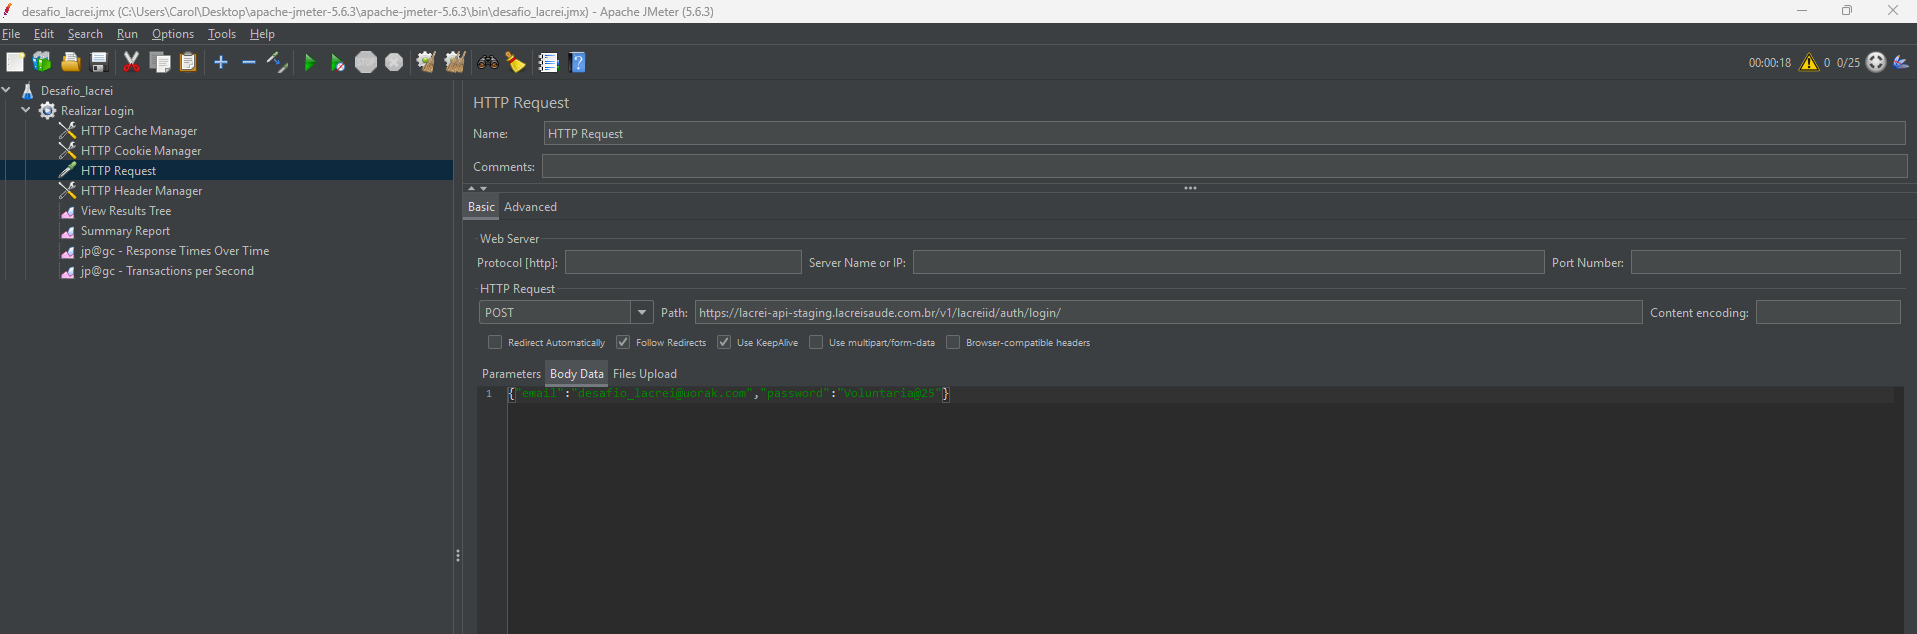 desafio_lacrei.jmx (C:\Users\Carol\Desktop\apache-jmeter-5.6.3\apache-jmeter-5.6.3\bin\desafio_lacrei.jmx) - Apache JMeter (5.6.3)
File Edit Search Run Options Tools Help
STOP
00:00:18 0 0/25
Desafio_lacrei
Realizar Login
HTTP Cache Manager
HTTP Cookie Manager
HTTP Request
HTTP Header Manager
View Results Tree
Summary Report
jp@gc - Response Times Over Time
jp@gc - Transactions per Second
HTTP Request
Name: HTTP Request
Comments:
Basic Advanced
Web Server
Protocol [http]: Server Name or IP: Port Number:
HTTP Request
POST Path: https://lacrei-api-staging.lacreisaude.com.br/v1/lacreiid/auth/login/ Content encoding:
Redirect Automatically Follow Redirects Use KeepAlive Use multipart/form-data Browser-compatible headers
Parameters Body Data Files Upload
1 {"email":"desafio_lacrei@uorak.com","password":"Voluntaria@25"}